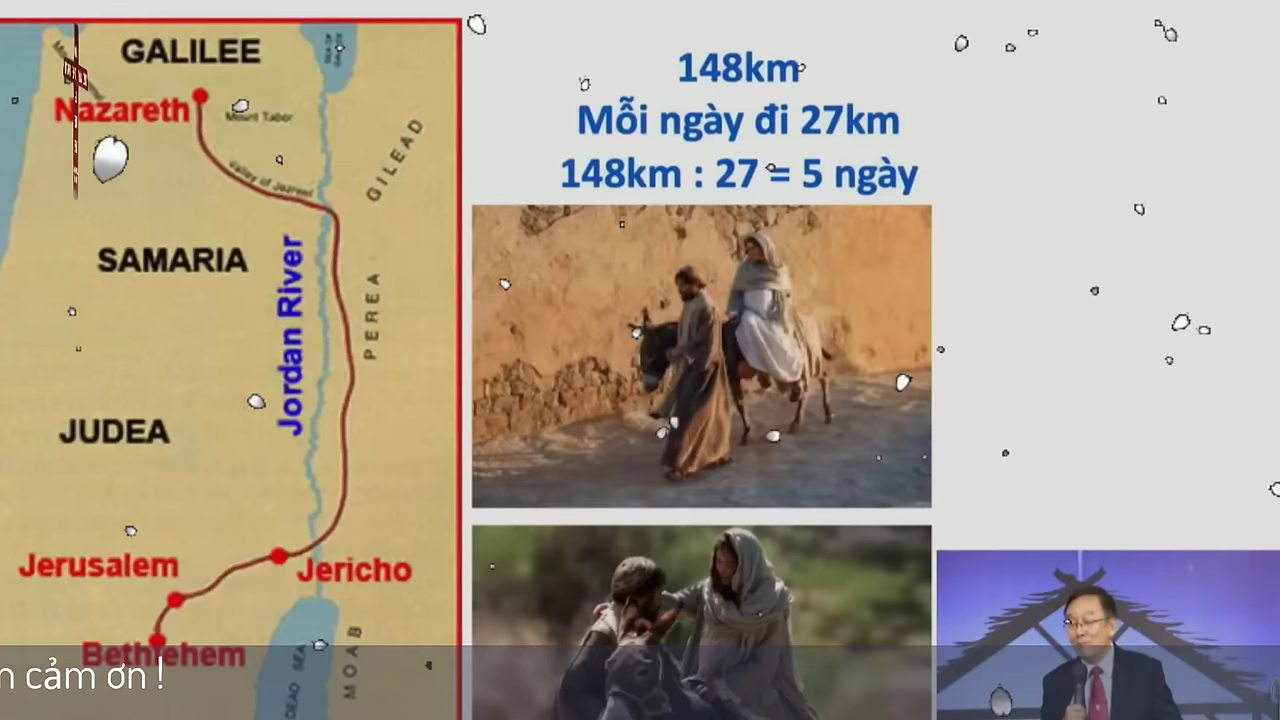 GALILEE
Nazareth
Mount Tabor
Valley of Jezreel
GILEAD
SAMARIA
Jordan River
PEREA
JUDEA
Jerusalem
Jericho
Bethlehem
DEAD SEA
MOAB
148km
Mỗi ngày đi 27km
148km : 27 = 5 ngày
n cảm ơn !